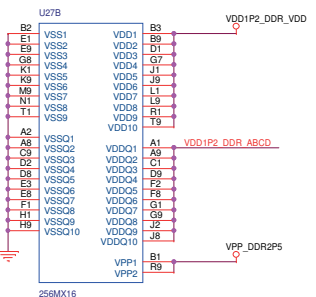 U27B
VDD1P2_DDR_VDD
B2 VSS1 VDD1 B3
E1 VSS2 VDD2 B9
E9 VSS3 VDD3 D1
G8 VSS4 VDD4 G7
K1 VSS5 VDD5 J1
K9 VSS6 VDD6 J9
M9 VSS7 VDD7 L1
N1 VSS8 VDD8 L9
T1 VSS9 VDD9 R1
VDD10 T9
A2 VSSQ1
A8 VSSQ2 VDDQ1 A1 VDD1P2_DDR_ABCD
C9 VSSQ3 VDDQ2 A9
D2 VSSQ4 VDDQ3 C1
D8 VSSQ5 VDDQ4 D9
E3 VSSQ6 VDDQ5 F2
E8 VSSQ7 VDDQ6 F8
F1 VSSQ8 VDDQ7 G1
H1 VSSQ9 VDDQ8 G9
H9 VSSQ10 VDDQ9 J2
VDDQ10 J8
VPP_DDR2P5
VPP1 B1
VPP2 R9
256MX16